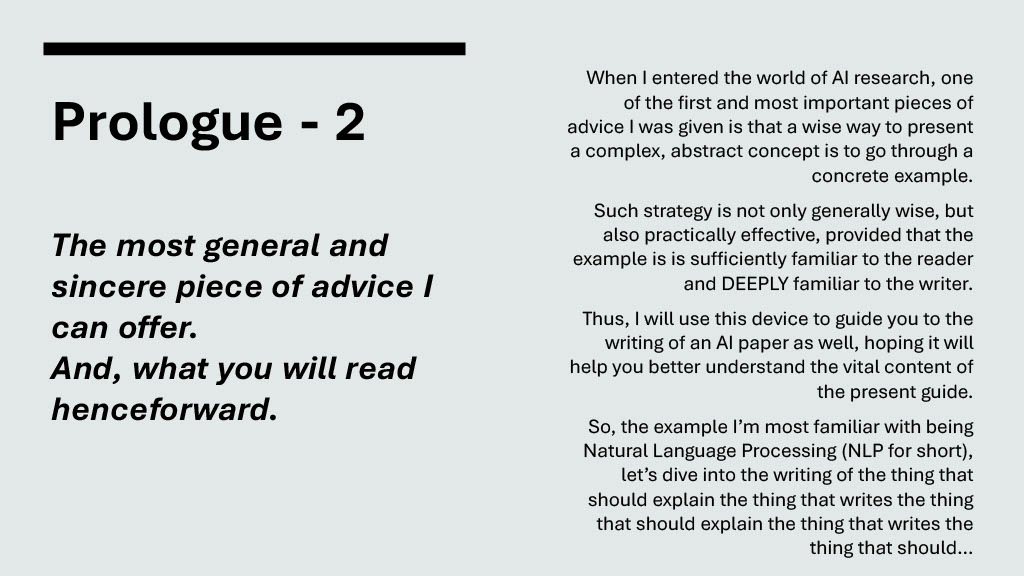 Prologue - 2
The most general and
sincere piece of advice I
can offer.
And, what you will read
henceforward.
When I entered the world of AI research, one
of the first and most important pieces of
advice I was given is that a wise way to present
a complex, abstract concept is to go through a
concrete example.
Such strategy is not only generally wise, but
also practically effective, provided that the
example is is sufficiently familiar to the reader
and DEEPLY familiar to the writer.
Thus, I will use this device to guide you to the
writing of an AI paper as well, hoping it will
help you better understand the vital content of
the present guide.
So, the example I’m most familiar with being
Natural Language Processing (NLP for short),
let’s dive into the writing of the thing that
should explain the thing that writes the thing
that should explain the thing that writes the
thing that should...